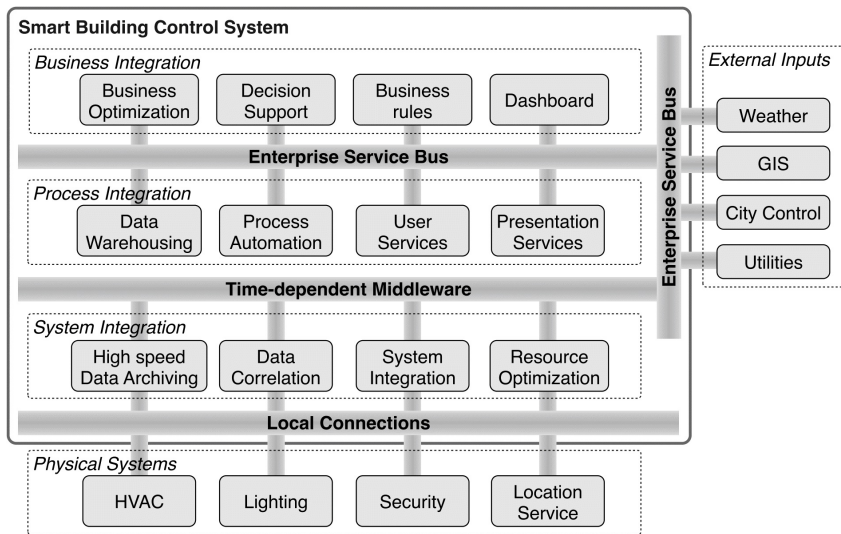 Smart Building Control System
Business Integration
Business
Optimization
Decision
Support
Business
rules
Dashboard
Enterprise Service Bus
Process Integration
Data
Warehousing
Process
Automation
User
Services
Presentation
Services
Time-dependent Middleware
System Integration
High speed
Data Archiving
Data
Correlation
System
Integration
Resource
Optimization
Local Connections
Physical Systems
HVAC
Lighting
Security
Location
Service
Enterprise Service Bus
External Inputs
Weather
GIS
City Control
Utilities